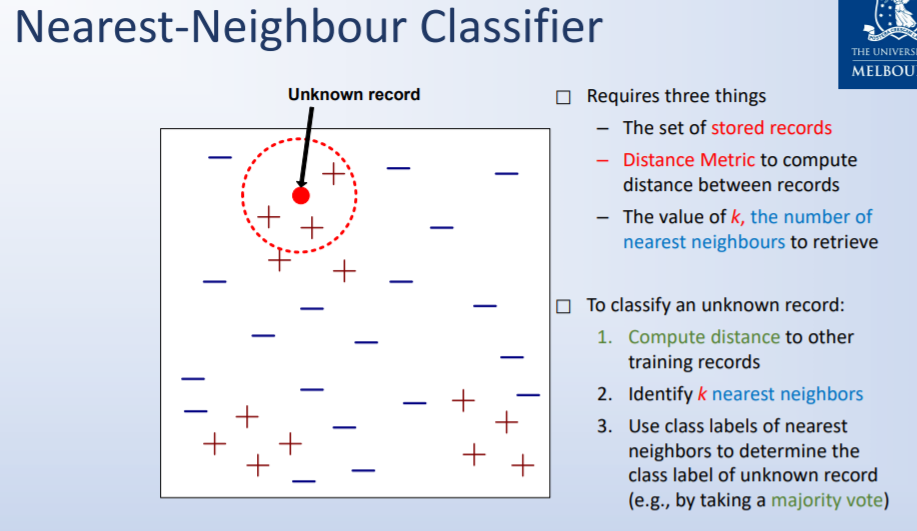 Nearest-Neighbour Classifier
THE UNIVERS
MELBOU
Unknown record
Requires three things
– The set of stored records
– Distance Metric to compute
distance between records
– The value of k, the number of
nearest neighbours to retrieve
To classify an unknown record:
1. Compute distance to other
training records
2. Identify k nearest neighbors
3. Use class labels of nearest
neighbors to determine the
class label of unknown record
(e.g., by taking a majority vote)